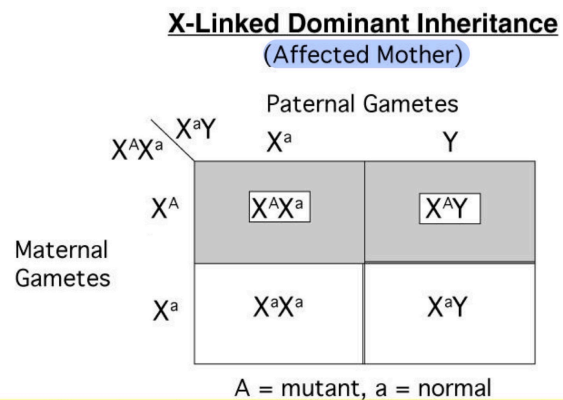 X-Linked Dominant Inheritance
(Affected Mother)
Paternal Gametes
XᵃY
XᴬXᵃ
Xᵃ Y
Xᴬ XᴬXᵃ XᴬY
Maternal
Gametes
Xᵃ XᵃXᵃ XᵃY
A = mutant, a = normal